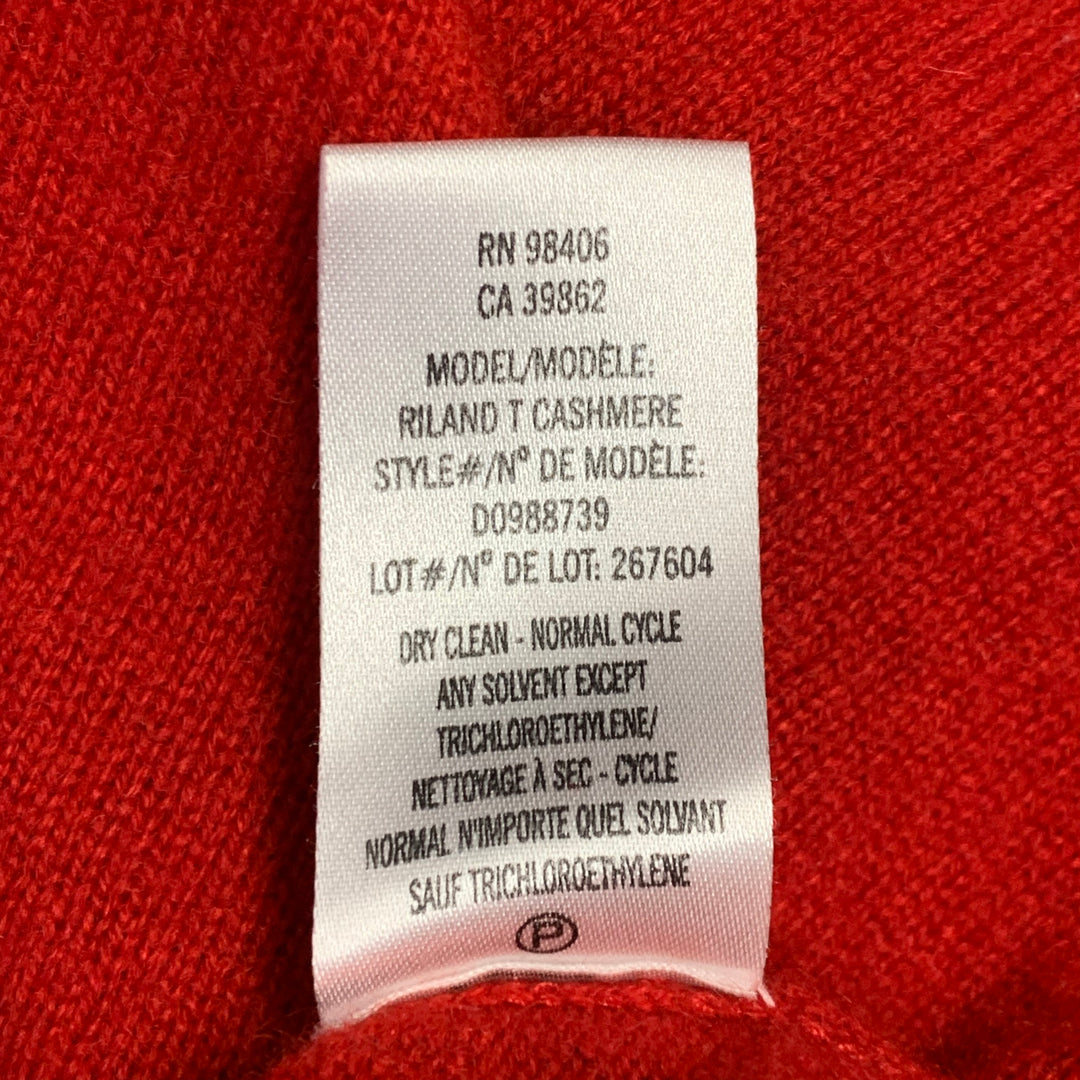 RN 98406
CA 39862
MODEL/MODÈLE:
RILAND T CASHMERE
STYLE#/N° DE MODÈLE:
D0988739
LOT#/N° DE LOT: 267604
DRY CLEAN - NORMAL CYCLE
ANY SOLVENT EXCEPT
TRICHLOROETHYLENE/
NETTOYAGE À SEC - CYCLE
NORMAL N'IMPORTE QUEL SOLVANT
SAUF TRICHLOROETHYLENE
P